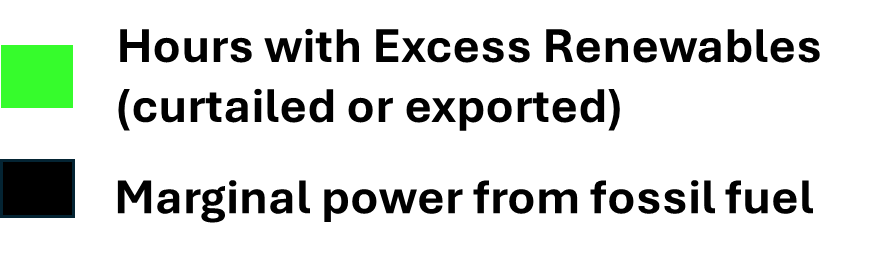 Hours with Excess Renewables
(curtailed or exported)
Marginal power from fossil fuel